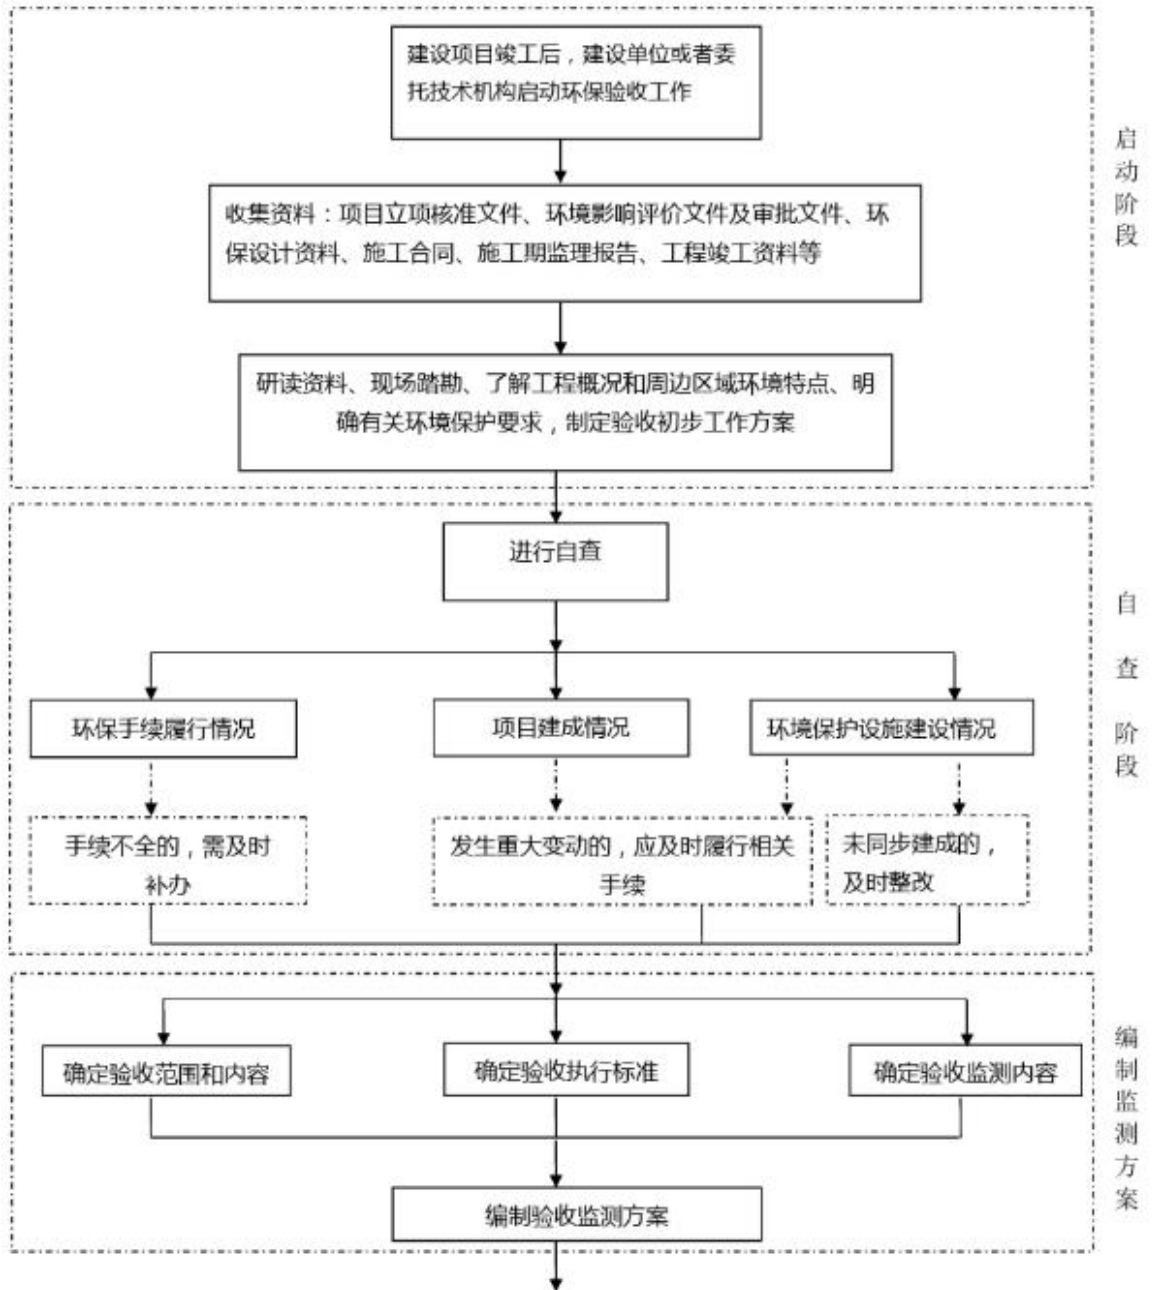 建设项目竣工后，建设单位或者委
托技术机构启动环保验收工作
收集资料：项目立项核准文件、环境影响评价文件及审批文件、环
保设计资料、施工合同、施工期监理报告、工程竣工资料等
研读资料、现场踏勘、了解工程概况和周边区域环境特点、明
确有关环境保护要求，制定验收初步工作方案
启动阶段
进行自查
环保手续履行情况
项目建成情况
环境保护设施建设情况
手续不全的，需及时
补办
发生重大变动的，应及时履行相关
手续
未同步建成的，
及时整改
自查阶段
确定验收范围和内容
确定验收执行标准
确定验收监测内容
编制验收监测方案
编制监测方案